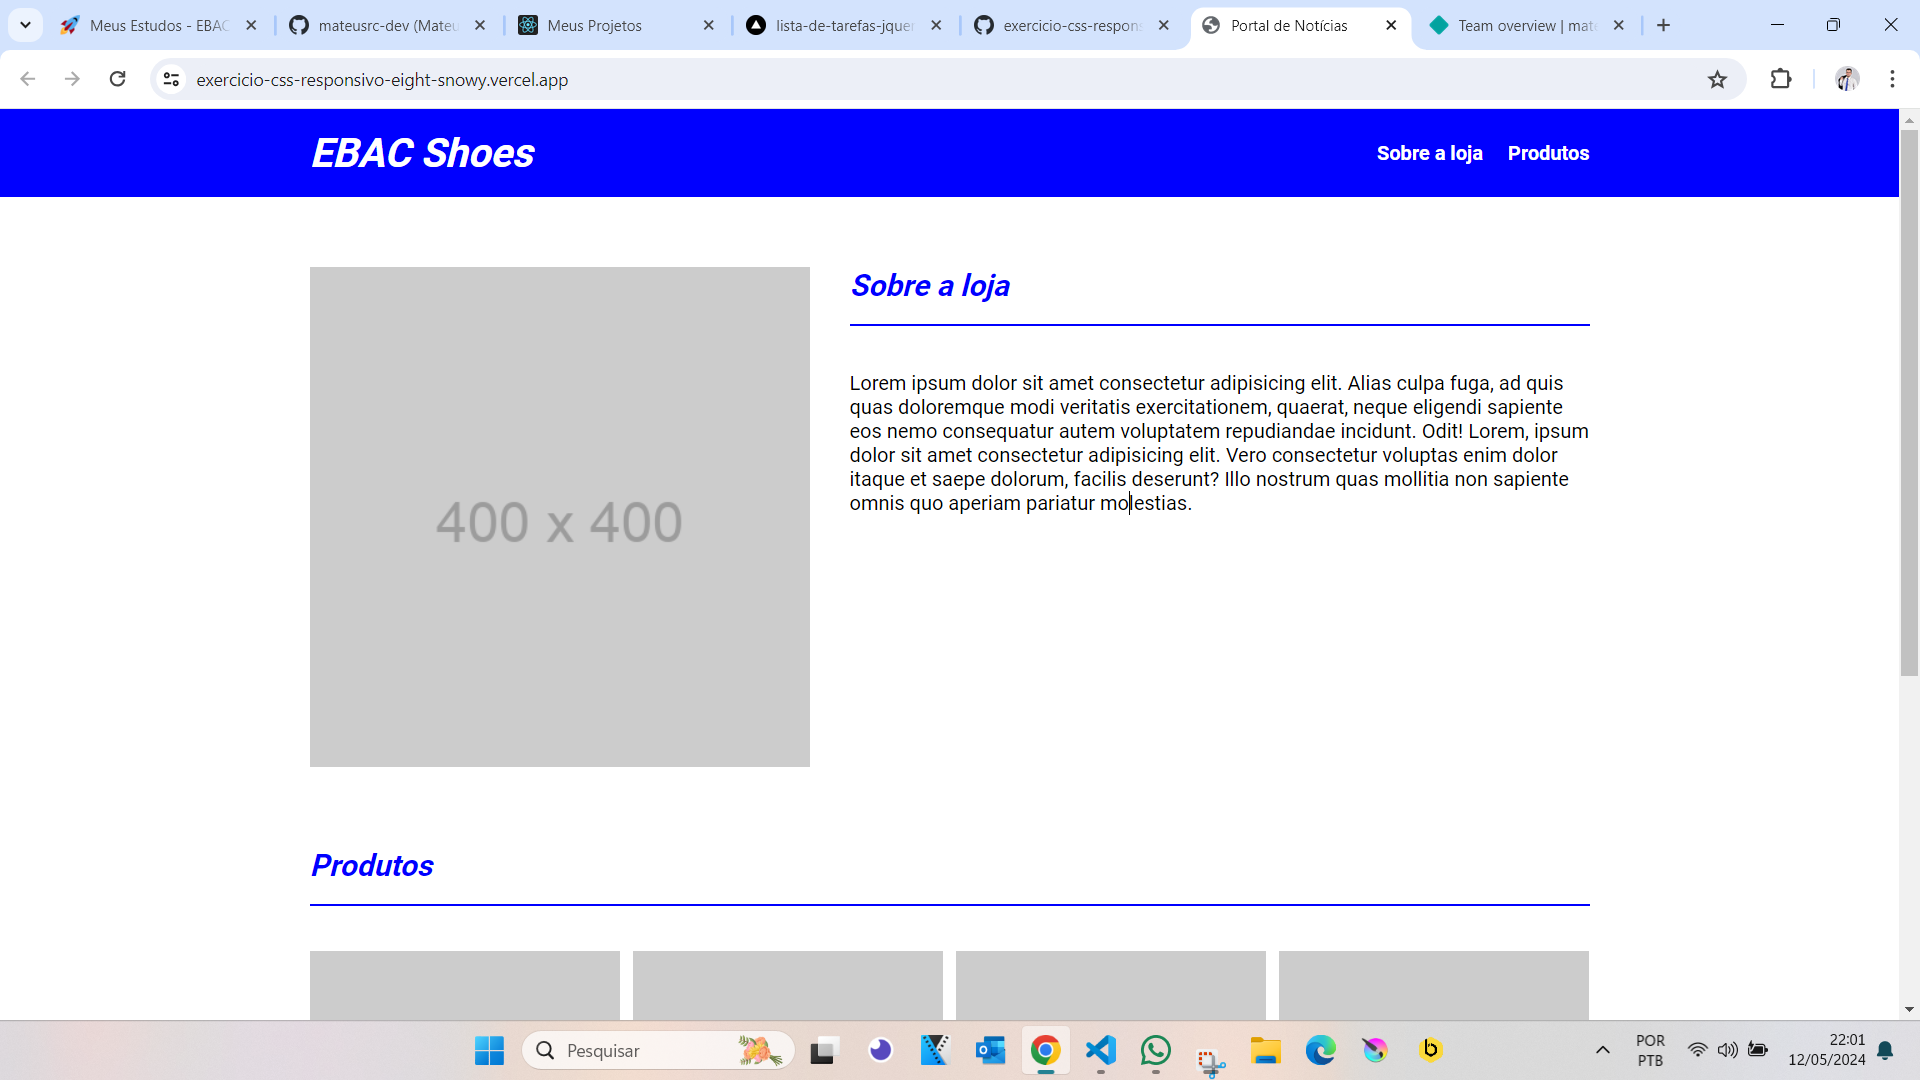 Meus Estudos - EBAC
mateusrc-dev (Mateu
Meus Projetos
lista-de-tarefas-jquer
exercicio-css-respons
Portal de Notícias
Team overview | mate
exercicio-css-responsivo-eight-snowy.vercel.app
EBAC Shoes
Sobre a loja
Produtos
Sobre a loja
Lorem ipsum dolor sit amet consectetur adipisicing elit. Alias culpa fuga, ad quis
quas doloremque modi veritatis exercitationem, quaerat, neque eligendi sapiente
eos nemo consequatur autem voluptatem repudiandae incidunt. Odit! Lorem, ipsum
dolor sit amet consectetur adipisicing elit. Vero consectetur voluptas enim dolor
itaque et saepe dolorum, facilis deserunt? Illo nostrum quas mollitia non sapiente
omnis quo aperiam pariatur molestias.
400 x 400
Produtos
Pesquisar
POR
PTB
22:01
12/05/2024